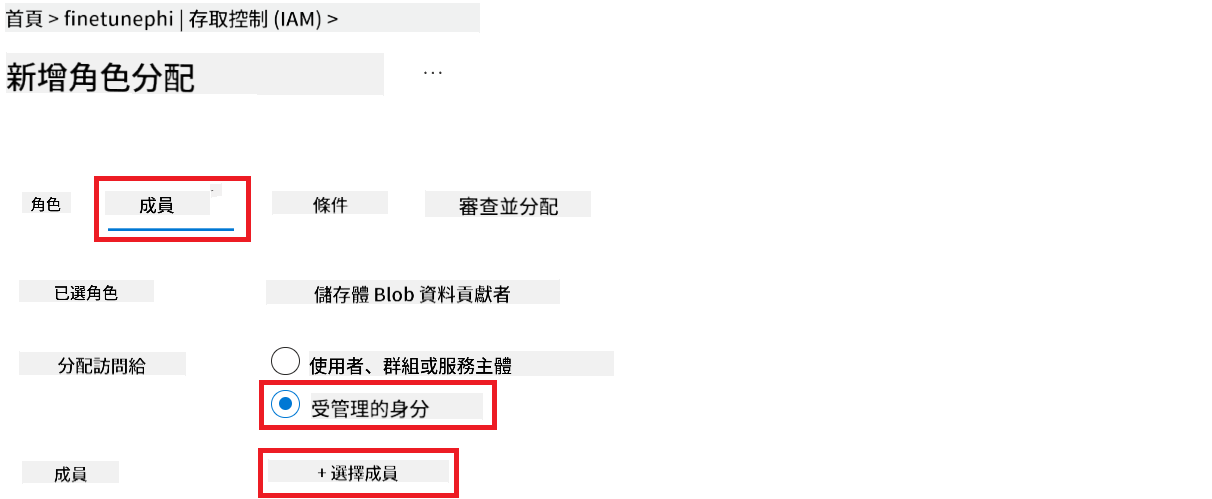 首頁 > finetunephi | 存取控制 (IAM) >
新增角色分配 ...
角色 成員 條件 審查並分配
已選角色 儲存體 Blob 資料貢獻者
分配訪問給 使用者、群組或服務主體
受管理的身分
成員 + 選擇成員